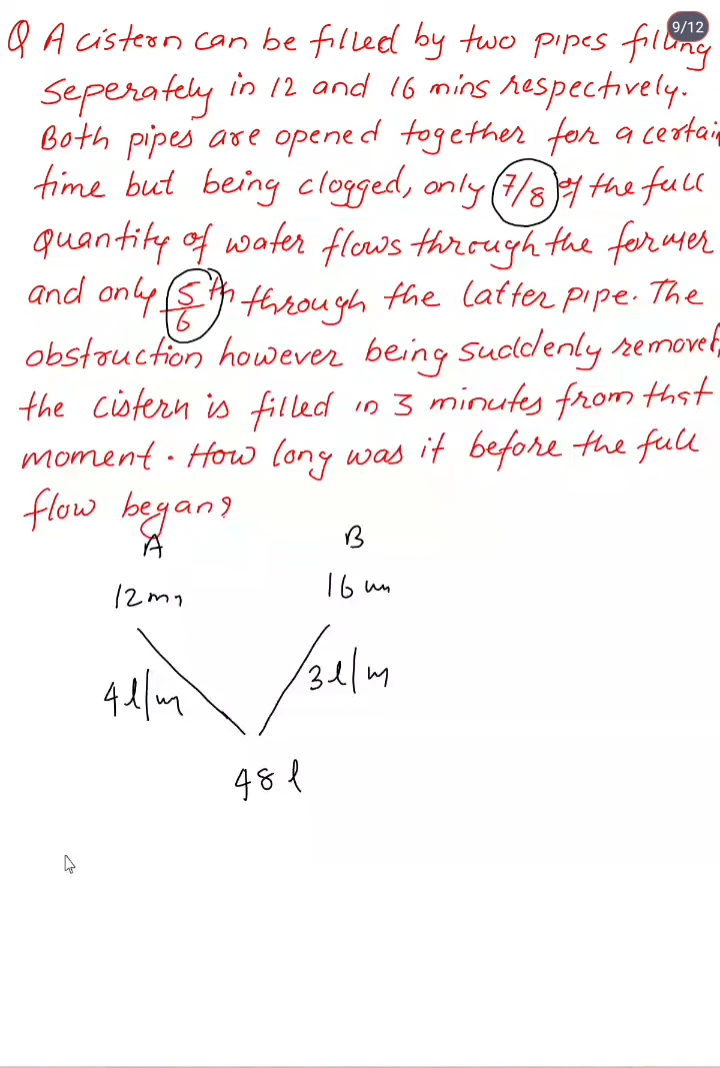 9/12
Q A cistern can be filled by two pipes filling
seperately in 12 and 16 mins respectively.
Both pipes are opened together for a certain
time but being clogged, only 7/8 of the full
quantity of water flows through the former
and only 5/6 th through the latter pipe. The
obstruction however being suddenly removed,
the cistern is filled in 3 minutes from that
moment. How long was it before the full
flow began?
A B
12 mn 16 mn
4 l/m 3 l/m
48 l